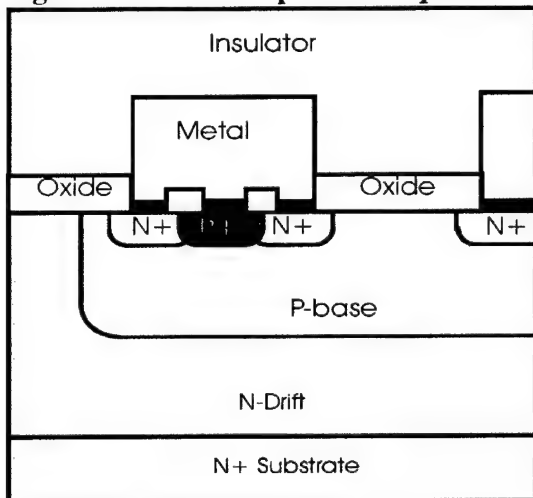 Insulator
Metal
Oxide
Oxide
N+
P+
N+
N+
P-base
N-Drift
N+ Substrate